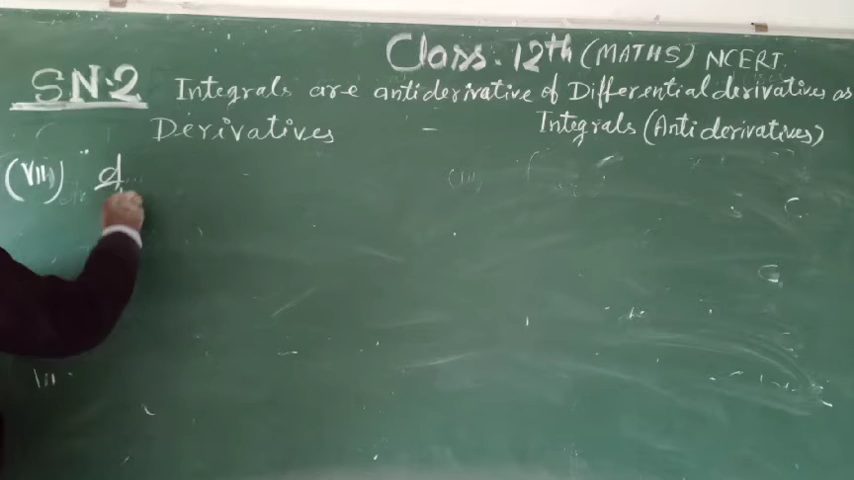 Class. 12th (MATHS) NCERT.
SN.2 Integrals are antiderivative of Differential derivatives as
Derivatives - Integrals (Anti derivatives)
(VII) d